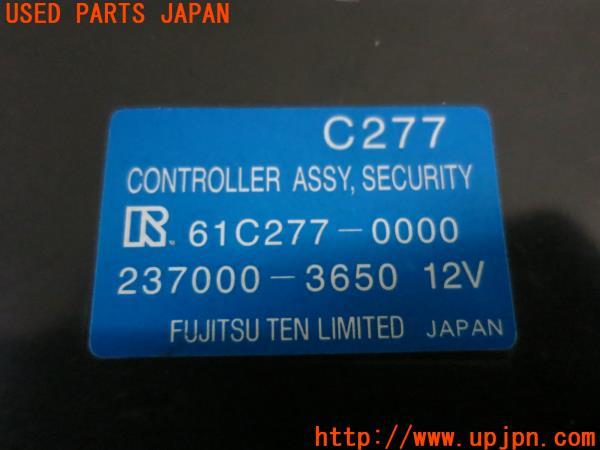 USED PARTS JAPAN
C277
CONTROLLER ASSY, SECURITY
R 61C277-0000
237000-3650 12V
FUJITSU TEN LIMITED JAPAN
UPJ
http://www.upjpn.com